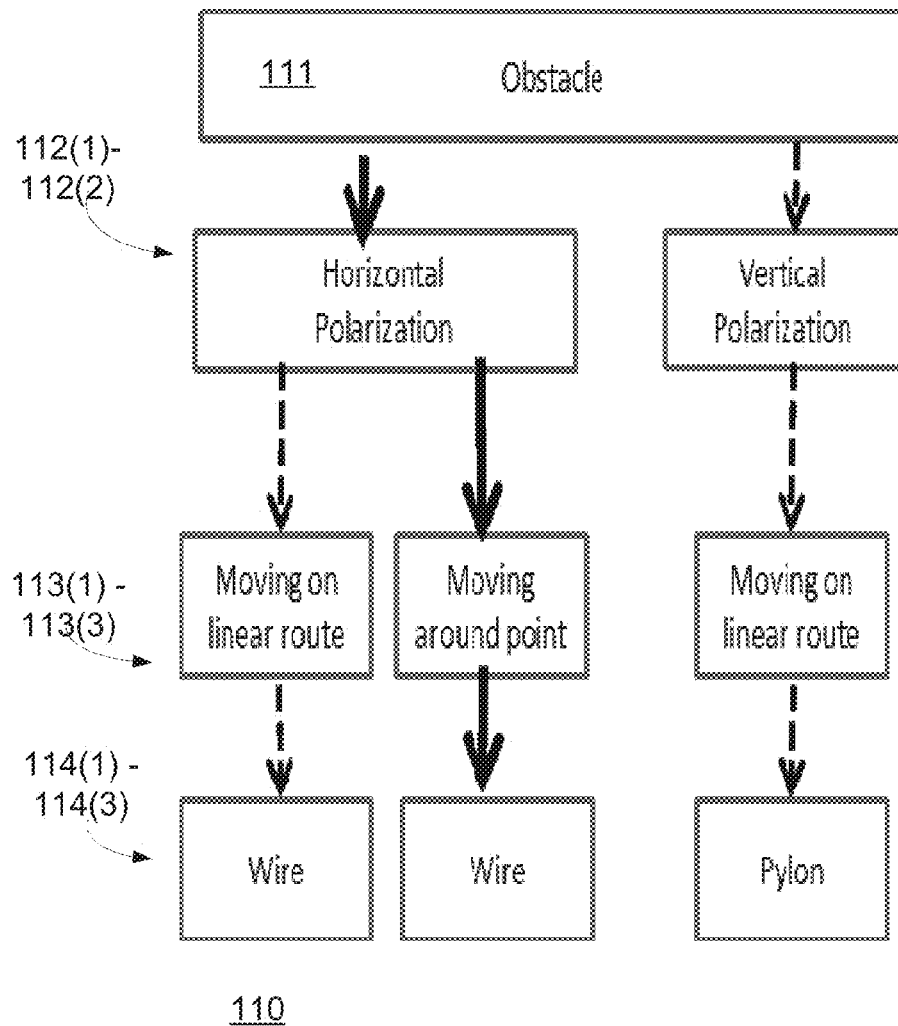 111 Obstacle
112(1)-
112(2)
Horizontal
Polarization
Vertical
Polarization
113(1) -
113(3)
Moving on
linear route
Moving
around point
Moving on
linear route
114(1) -
114(3)
Wire
Wire
Pylon
110